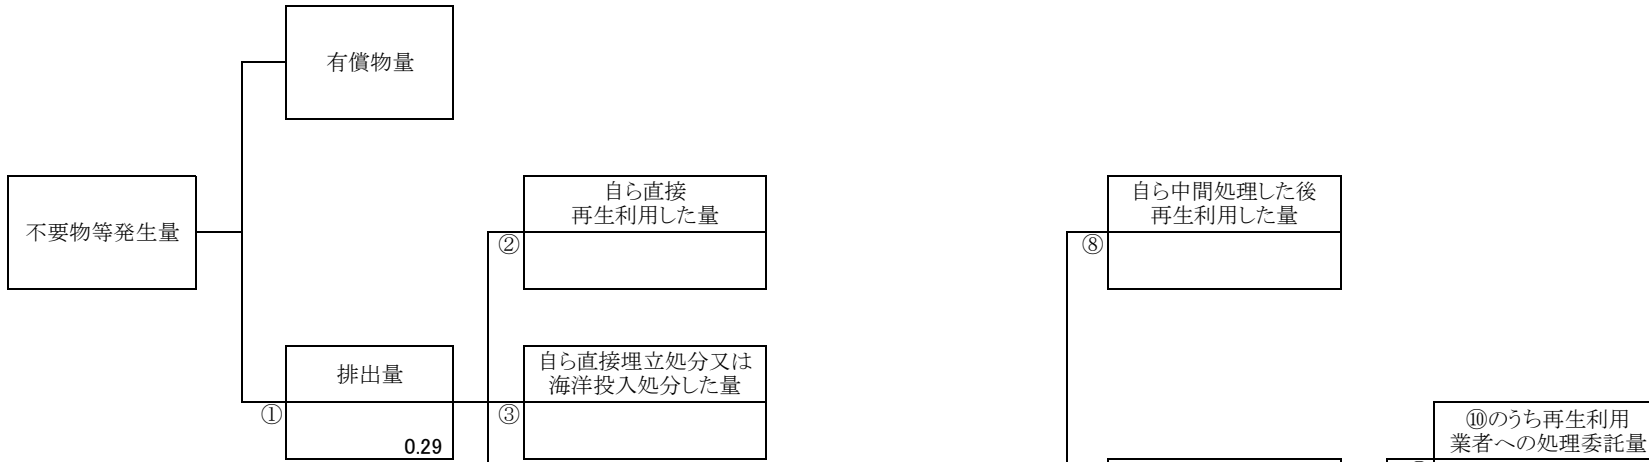 有償物量
不要物等発生量
自ら直接
再生利用した量
②
自ら中間処理した後
再生利用した量
⑧
排出量
①
0.29
自ら直接埋立処分又は
海洋投入処分した量
③
⑩のうち再生利用
業者への処理委託量